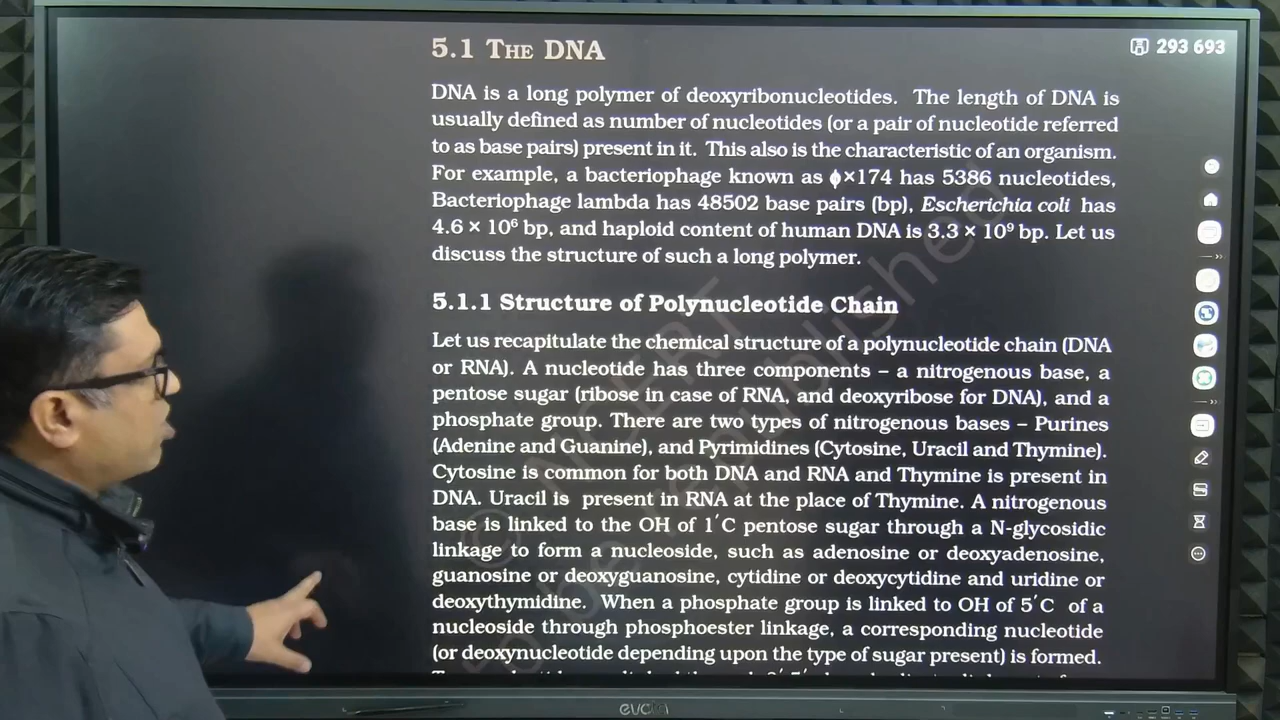 5.1 THE DNA
293 693
DNA is a long polymer of deoxyribonucleotides. The length of DNA is
usually defined as number of nucleotides (or a pair of nucleotide referred
to as base pairs) present in it. This also is the characteristic of an organism.
For example, a bacteriophage known as ϕ×174 has 5386 nucleotides,
Bacteriophage lambda has 48502 base pairs (bp), Escherichia coli has
4.6 × 10⁶ bp, and haploid content of human DNA is 3.3 × 10⁹ bp. Let us
discuss the structure of such a long polymer.
5.1.1 Structure of Polynucleotide Chain
Let us recapitulate the chemical structure of a polynucleotide chain (DNA
or RNA). A nucleotide has three components – a nitrogenous base, a
pentose sugar (ribose in case of RNA, and deoxyribose for DNA), and a
phosphate group. There are two types of nitrogenous bases – Purines
(Adenine and Guanine), and Pyrimidines (Cytosine, Uracil and Thymine).
Cytosine is common for both DNA and RNA and Thymine is present in
DNA. Uracil is present in RNA at the place of Thymine. A nitrogenous
base is linked to the OH of 1′C pentose sugar through a N-glycosidic
linkage to form a nucleoside, such as adenosine or deoxyadenosine,
guanosine or deoxyguanosine, cytidine or deoxycytidine and uridine or
deoxythymidine. When a phosphate group is linked to OH of 5′C of a
nucleoside through phosphoester linkage, a corresponding nucleotide
(or deoxynucleotide depending upon the type of sugar present) is formed.
be republished